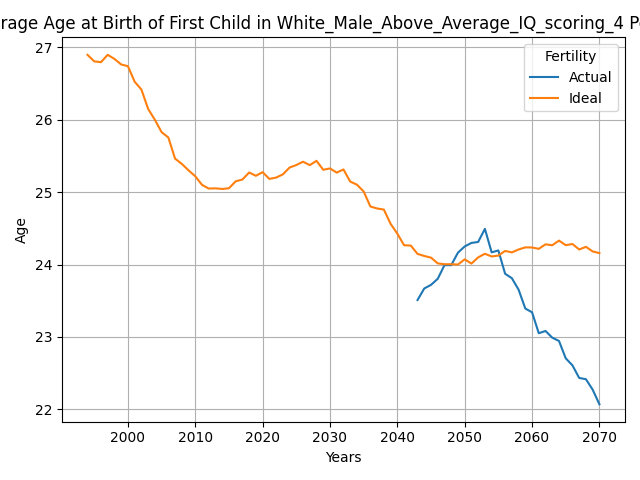 rage Age at Birth of First Child in White_Male_Above_Average_IQ_scoring_4 P
27
26
25
24
23
22
Age
Fertility
Actual
Ideal
2000 2010 2020 2030 2040 2050 2060 2070
Years